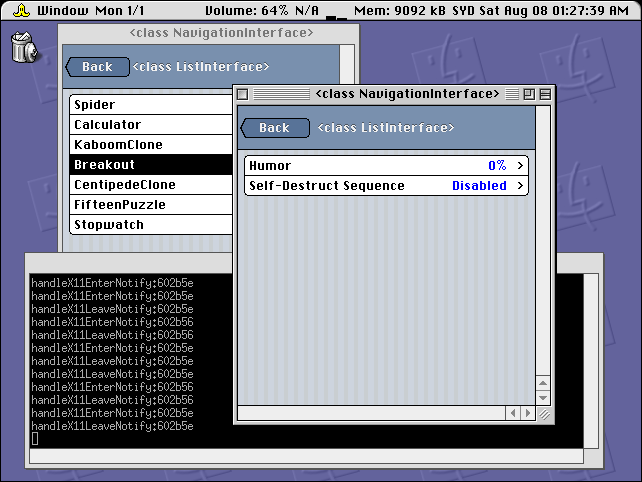 Window Mon 1/1 Volume: 64% N/A Mem: 9092 kB SYD Sat Aug 08 01:27:39 AM
<class NavigationInterface>
Back <class ListInterface>
Spider
Calculator
KaboomClone
Breakout
CentipedeClone
FifteenPuzzle
Stopwatch
<class NavigationInterface>
Back <class ListInterface>
Humor 0% >
Self-Destruct Sequence Disabled >
handleX11EnterNotify:602b5e
handleX11EnterNotify:602b5e
handleX11LeaveNotify:602b5e
handleX11EnterNotify:602b56
handleX11LeaveNotify:602b56
handleX11EnterNotify:602b5e
handleX11LeaveNotify:602b5e
handleX11EnterNotify:602b5e
handleX11EnterNotify:602b56
handleX11LeaveNotify:602b56
handleX11EnterNotify:602b5e
handleX11LeaveNotify:602b5e